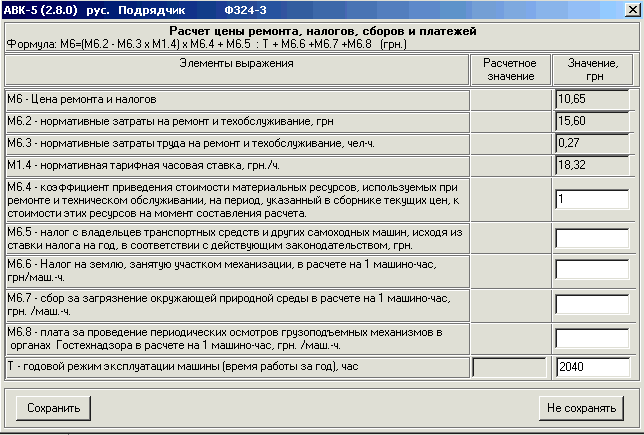 АВК-5 (2.8.0) рус. Подрядчик Ф324-3
Расчет цены ремонта, налогов, сборов и платежей
Формула: М6=(М6.2 - М6.3 х М1.4) х М6.4 + М6.5 : Т + М6.6 +М6.7 +М6.8 (грн.)
Элементы выражения
Расчетное
значение
Значение,
грн
М6 - Цена ремонта и налогов
10,65
М6.2 - нормативные затраты на ремонт и техобслуживание, грн
15,60
М6.3 - нормативные затраты труда на ремонт и техобслуживание, чел-ч.
0,27
М1.4 - нормативная тарифная часовая ставка, грн./ч.
18,32
М6.4 - коэффициент приведения стоимости материальных ресурсов, используемых при
ремонте и техническом обслуживании, на период, указанный в сборнике текущих цен, к
стоимости этих ресурсов на момент составления расчета.
1
М6.5 - налог с владельцев транспортных средств и других самоходных машин, исходя из
ставки налога на год, в соответствии с действующим законодательством, грн.
М6.6 - Налог на землю, занятую участком механизации, в расчете на 1 машино-час,
грн/маш.-ч.
М6.7 - сбор за загрязнение окружающей природной среды в расчете на 1 машино-час,
грн. /маш.-ч.
М6.8 - плата за проведение периодических осмотров грузоподъемных механизмов в
органах Гостехнадзора в расчете на 1 машино-час, грн. /маш.-ч.
Т - годовой режим эксплуатации машины (время работы за год), час
2040
Сохранить
Не сохранять